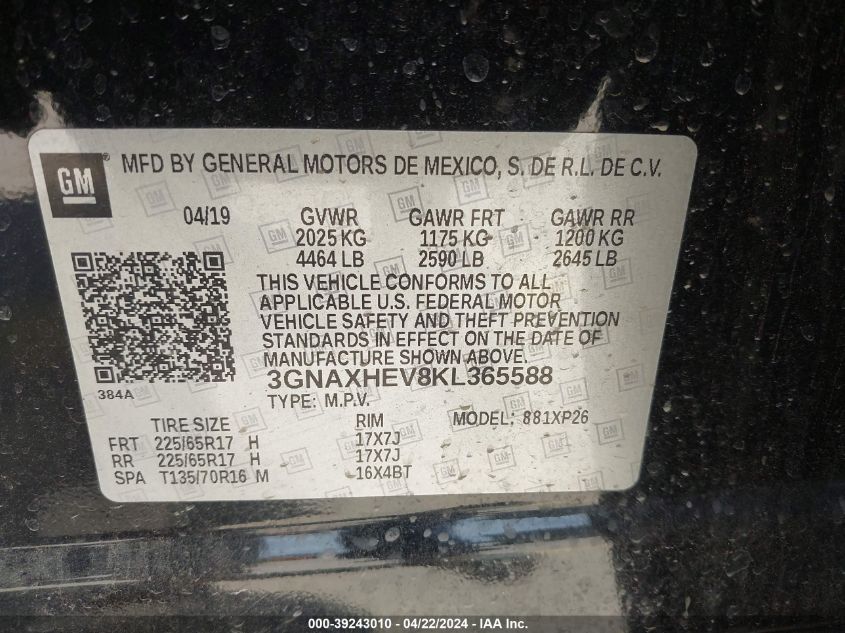 GM
MFD BY GENERAL MOTORS DE MEXICO, S. DE R.L. DE C.V.
04/19 GVWR GAWR FRT GAWR RR
2025 KG 1175 KG 1200 KG
4464 LB 2590 LB 2645 LB
THIS VEHICLE CONFORMS TO ALL
APPLICABLE U.S. FEDERAL MOTOR
VEHICLE SAFETY AND THEFT PREVENTION
STANDARDS IN EFFECT ON THE DATE OF
MANUFACTURE SHOWN ABOVE.
3GNAXHEV8KL365588
384A
TYPE: M.P.V. MODEL: 881XP26
TIRE SIZE RIM
FRT 225/65R17 H 17X7J
RR 225/65R17 H 17X7J
SPA T135/70R16 M 16X4BT
000-39243010 - 04/22/2024 - IAA Inc.